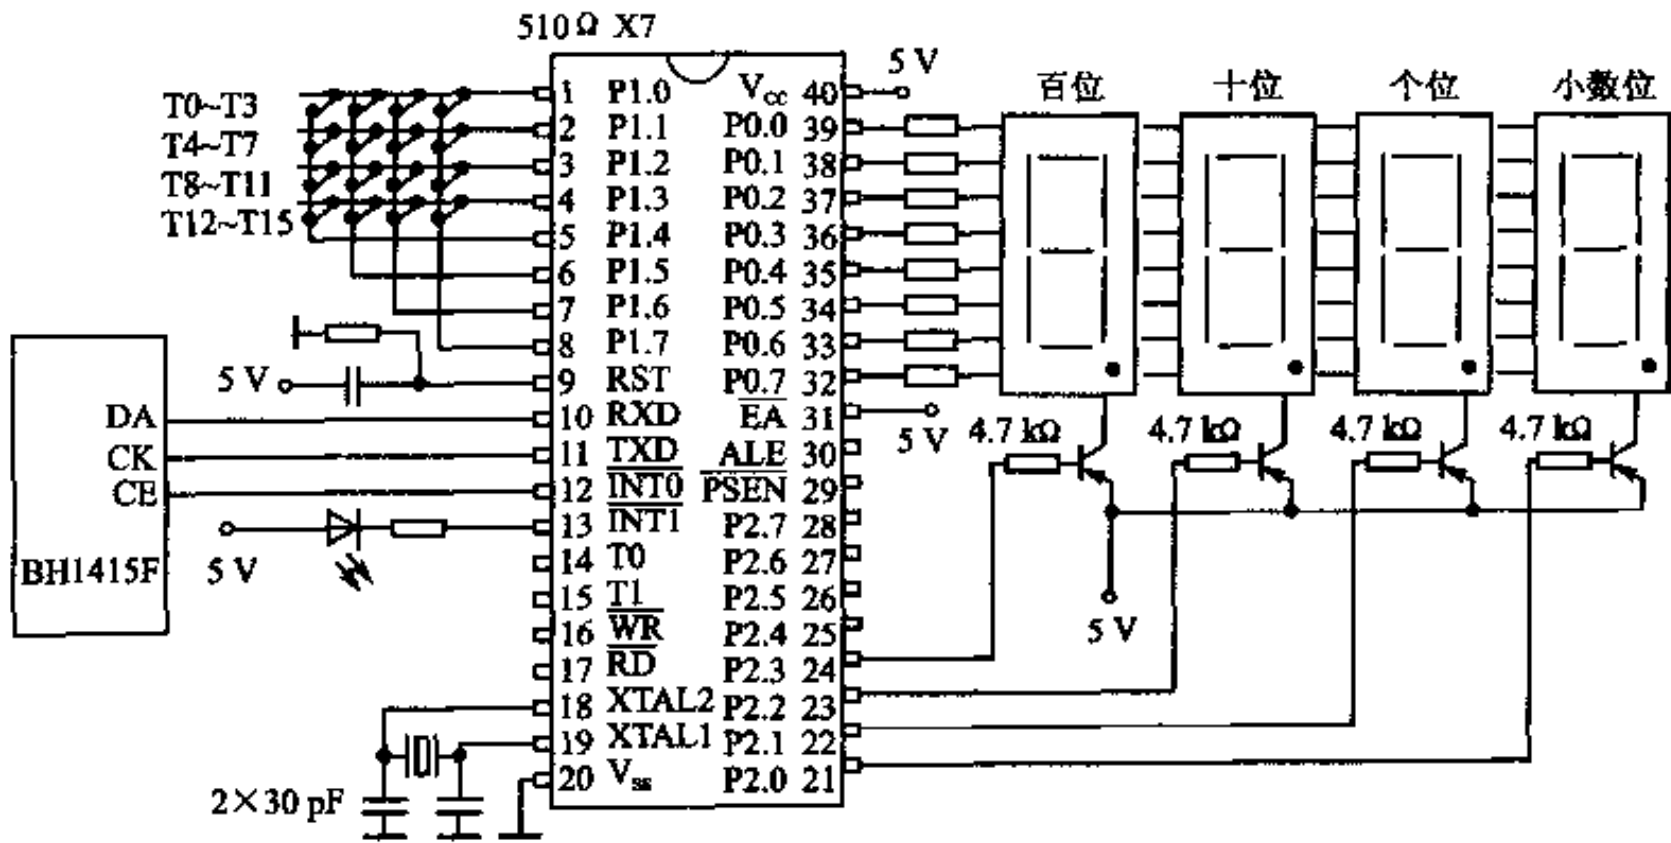 510Ω X7
T0~T3
T4~T7
T8~T11
T12~T15
5 V
DA
CK
CE
BH1415F
5 V
2×30 pF
1 P1.0
2 P1.1
3 P1.2
4 P1.3
5 P1.4
6 P1.5
7 P1.6
8 P1.7
9 RST
10 RXD
11 TXD
12 INT0
13 INT1
14 T0
15 T1
16 WR
17 RD
18 XTAL2
19 XTAL1
20 Vss
Vcc 40
P0.0 39
P0.1 38
P0.2 37
P0.3 36
P0.4 35
P0.5 34
P0.6 33
P0.7 32
EA 31
ALE 30
PSEN 29
P2.7 28
P2.6 27
P2.5 26
P2.4 25
P2.3 24
P2.2 23
P2.1 22
P2.0 21
5 V
百位
十位
个位
小数位
5 V
4.7 kΩ
4.7 kΩ
4.7 kΩ
4.7 kΩ
5 V